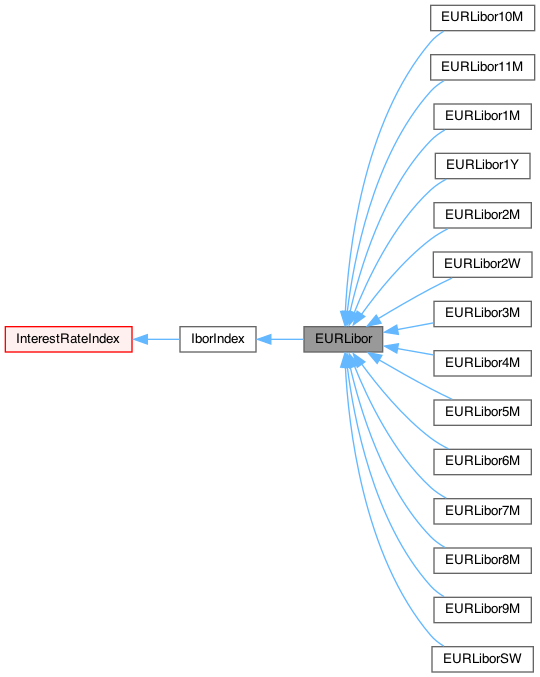 EURLibor10M
EURLibor11M
EURLibor1M
EURLibor1Y
EURLibor2M
EURLibor2W
InterestRateIndex
IborIndex
EURLibor
EURLibor3M
EURLibor4M
EURLibor5M
EURLibor6M
EURLibor7M
EURLibor8M
EURLibor9M
EURLiborSW